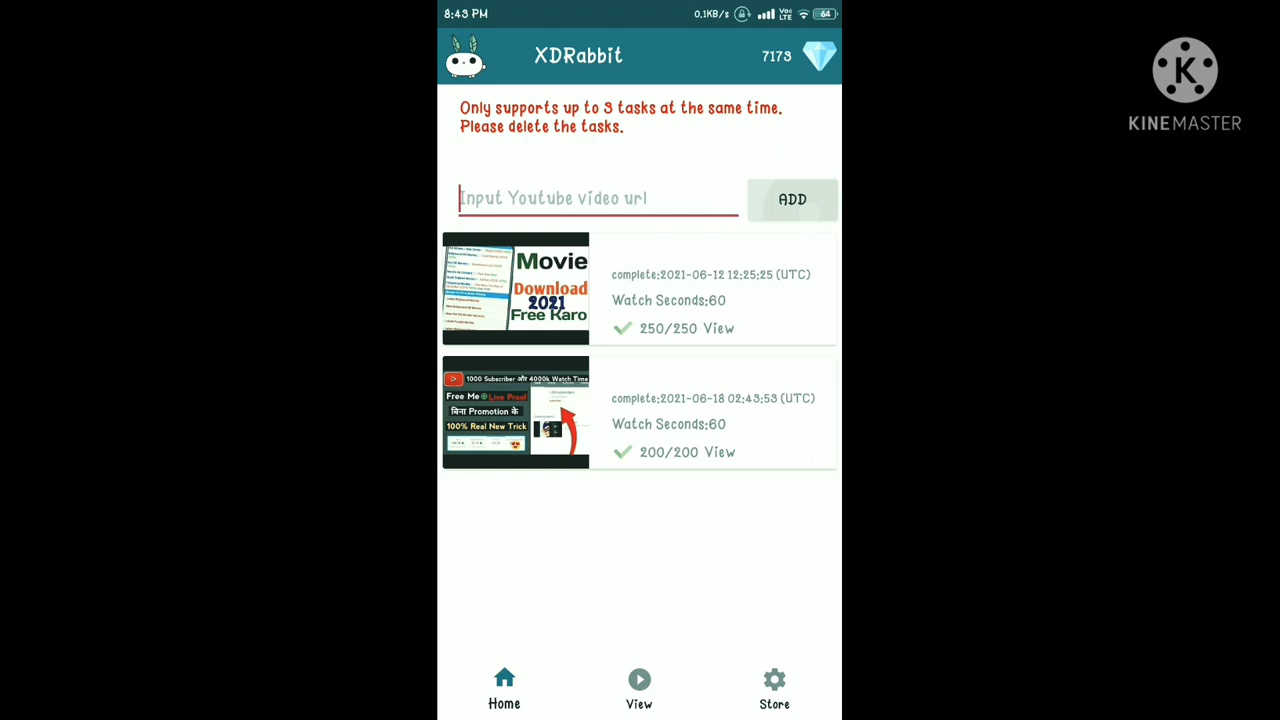 8:43 PM
0.1KB/s
Vo
LTE
64
XDRabbit
7173
Only supports up to 3 tasks at the same time.
Please delete the tasks.
Input Youtube video url
ADD
Movie
Download
2021
Free Karo
complete:2021-06-12 12:25:25 (UTC)
Watch Seconds:60
250/250 View
1000 Subscriber और 4000k Watch Time
Free Me
Live Proof
बिना Promotion के
100% Real New Trick
complete:2021-06-18 02:43:53 (UTC)
Watch Seconds:60
200/200 View
Home
View
Store
K
KINEMASTER